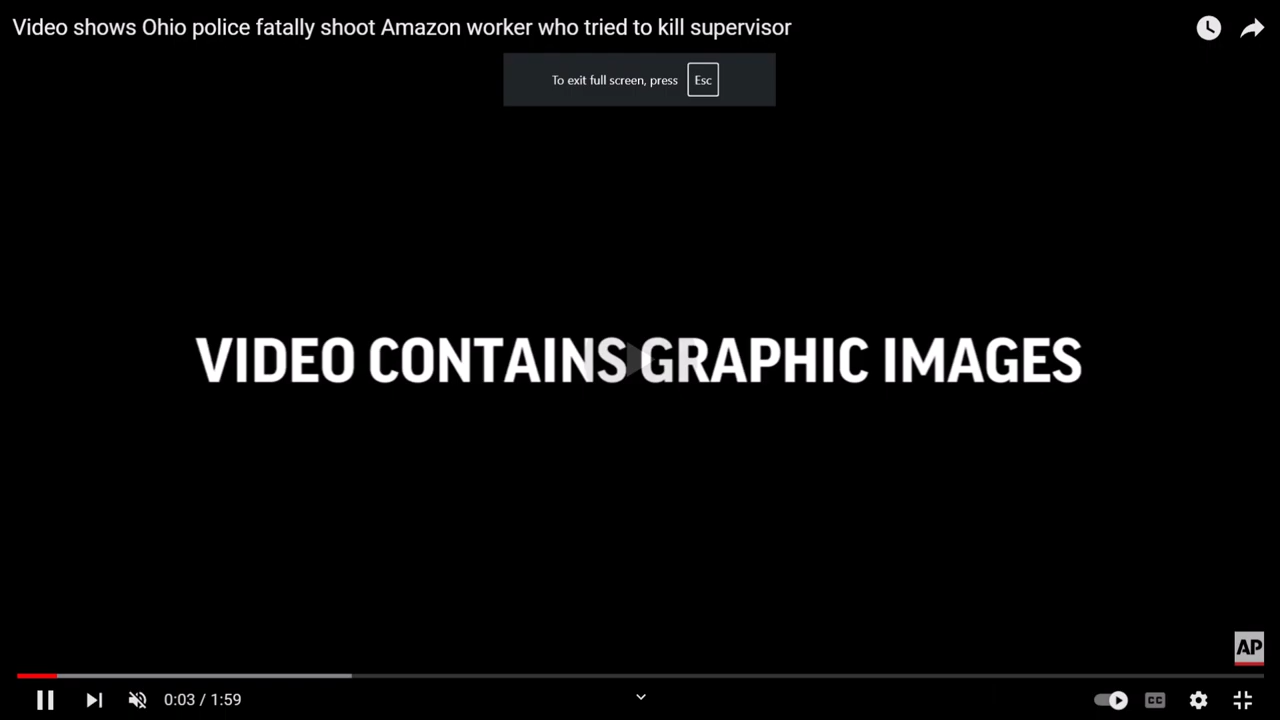 Video shows Ohio police fatally shoot Amazon worker who tried to kill supervisor
To exit full screen, press Esc
VIDEO CONTAINS GRAPHIC IMAGES
AP
0:03 / 1:59
CC